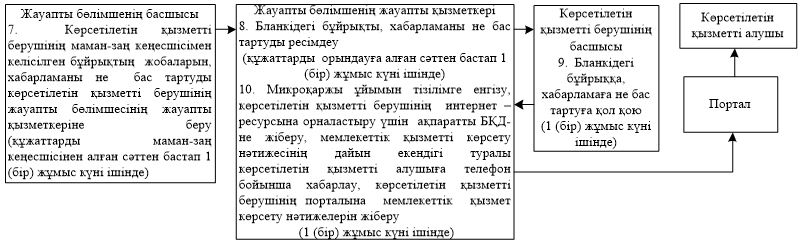 Жауапты бөлімшенің басшысы
7. Көрсетілетін қызметті
берушінің маман-заң кеңесшісімен
келісілген бұйрықтың жобаларын,
хабарламаны не бас тартуды
көрсетілетін қызметті берушінің
жауапты бөлімшесінің жауапты
қызметкеріне беру
(құжаттарды маман-заң
кеңесшісінен алған сәттен бастап 1
(бір) жұмыс күні ішінде)
Жауапты бөлімшенің жауапты қызметкері
8. Бланкідегі бұйрықты, хабарламаны не бас
тартуды ресімдеу
(құжаттарды орындауға алған сәттен бастап 1
(бір) жұмыс күні ішінде)
10. Микроқаржы ұйымын тізілімге енгізу,
көрсетілетін қызметті берушінің интернет –
ресурсына орналастыру үшін ақпаратты БҚД-
не жіберу, мемлекеттік қызметті көрсету
нәтижесінің дайын екендігі туралы
көрсетілетін қызметті алушыға телефон
бойынша хабарлау, көрсетілетін қызметті
берушінің порталына мемлекеттік қызмет
көрсету нәтижелерін жіберу
(1 (бір) жұмыс күні ішінде)
Көрсетілетін
қызметті берушінің
басшысы
9. Бланкідегі
бұйрыққа,
хабарламаға не бас
тартуға қол қою
(1 (бір) жұмыс күні
ішінде)
Көрсетілетін
қызметті алушы
Портал